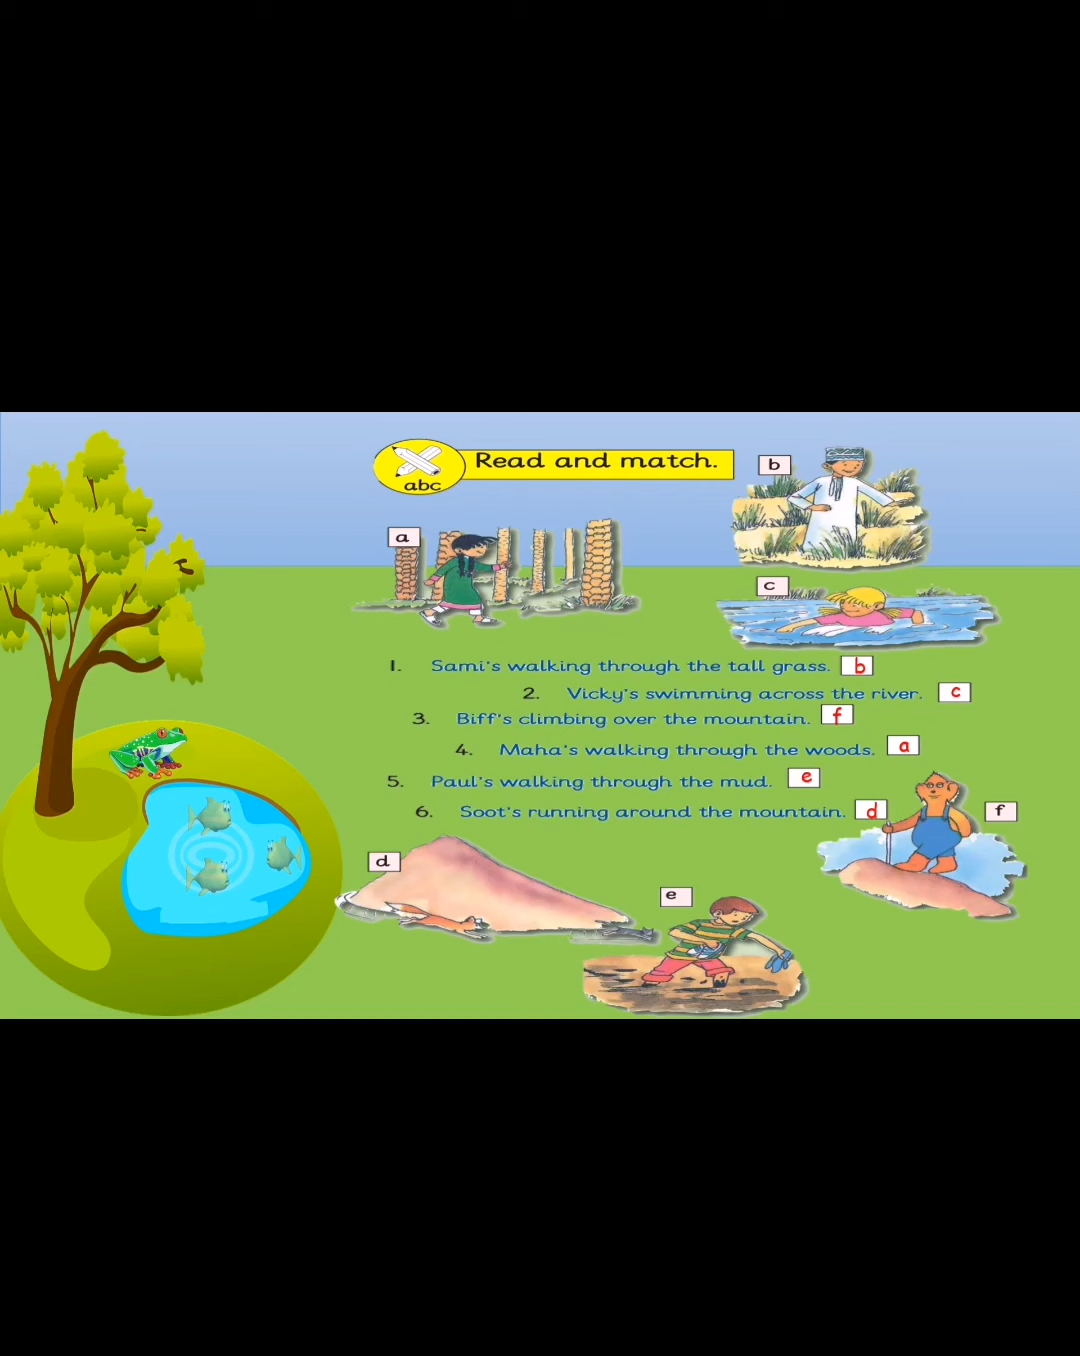 Read and match.
abc
b
a
c
1. Sami's walking through the tall grass. b
2. Vicky's swimming across the river. c
3. Biff's climbing over the mountain. f
4. Maha's walking through the woods. a
5. Paul's walking through the mud. e
6. Soot's running around the mountain. d
f
d
e